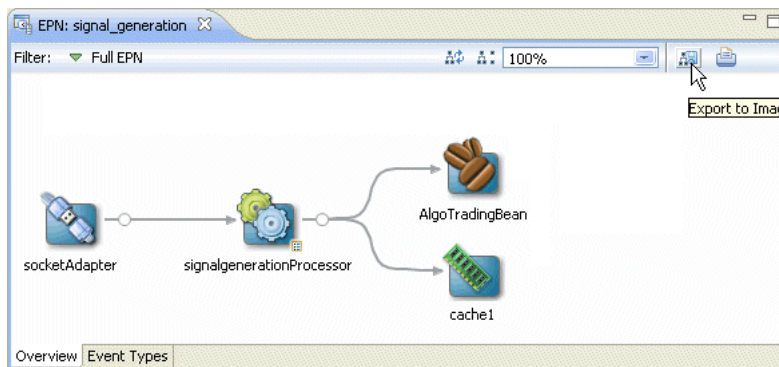 EPN: signal_generation
Filter: Full EPN 100%
Export to Imag
AlgoTradingBean
socketAdapter signalgenerationProcessor
cache1
Overview Event Types